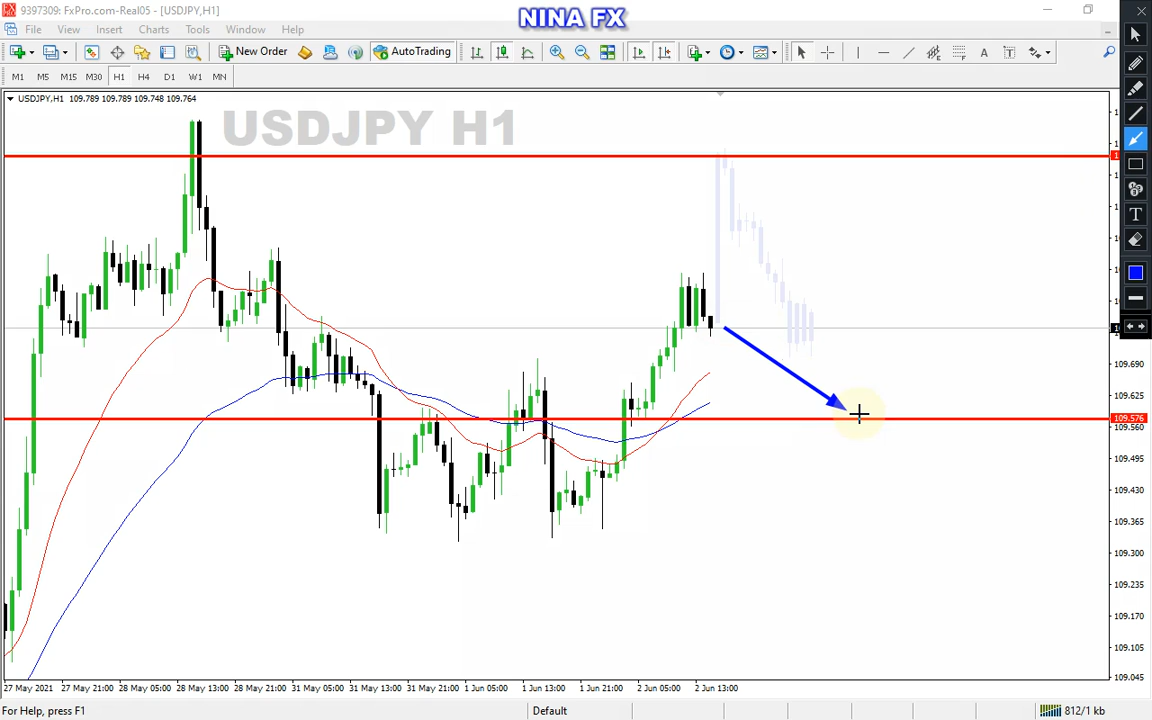 NINA FX
9397309: FxPro.com-Real05 - [USDJPY,H1]
File View Insert Charts Tools Window Help
New Order AutoTrading
M1 M5 M15 M30 H1 H4 D1 W1 MN
USDJPY,H1 109.789 109.789 109.748 109.764
USDJPY H1
109.690
109.625
109.576
109.560
109.495
109.430
109.365
109.300
109.235
109.170
109.105
109.045
27 May 2021 27 May 21:00 28 May 05:00 28 May 13:00 28 May 21:00 31 May 05:00 31 May 13:00 31 May 21:00 1 Jun 05:00 1 Jun 13:00 1 Jun 21:00 2 Jun 05:00 2 Jun 13:00
For Help, press F1 Default 812/1 kb